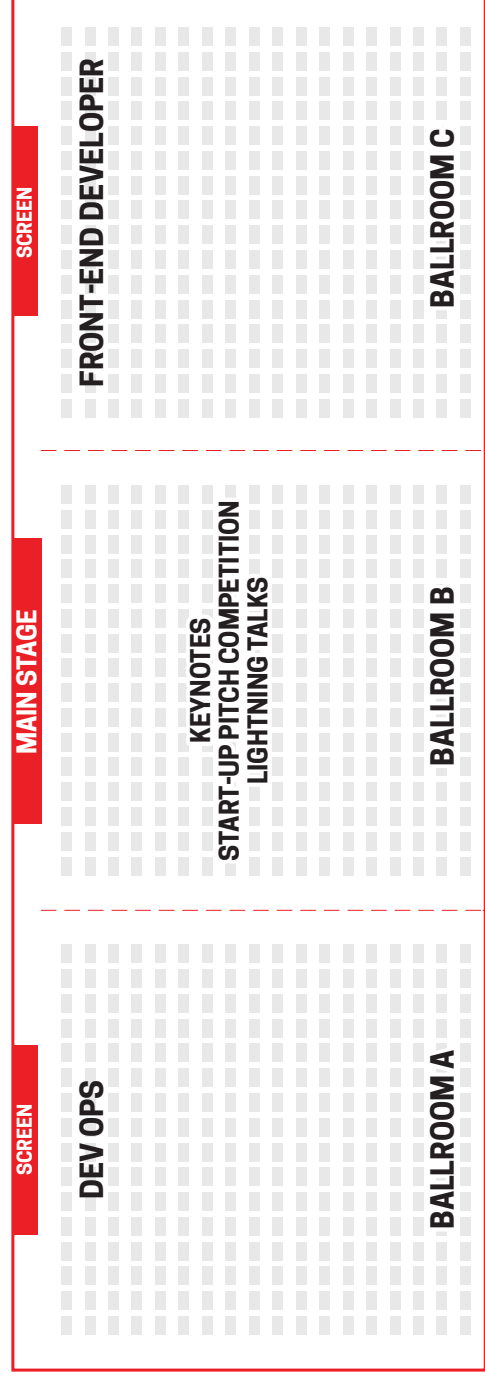 SCREEN
MAIN STAGE
SCREEN
DEV OPS
KEYNOTES
START-UP PITCH COMPETITION
LIGHTNING TALKS
FRONT-END DEVELOPER
BALLROOM A
BALLROOM B
BALLROOM C